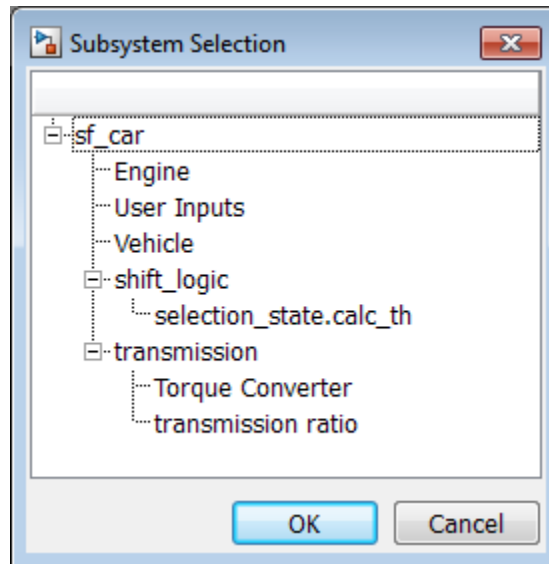 Subsystem Selection
sf_car
Engine
User Inputs
Vehicle
shift_logic
selection_state.calc_th
transmission
Torque Converter
transmission ratio
OK Cancel